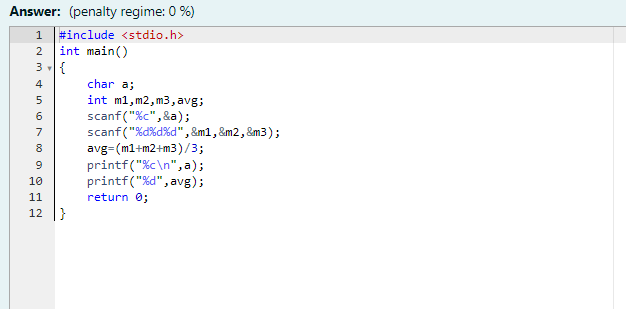 Answer: (penalty regime: 0 %)
1 #include <stdio.h>
2 int main()
3 {
4 char a;
5 int m1,m2,m3,avg;
6 scanf("%c",&a);
7 scanf("%d%d%d",&m1,&m2,&m3);
8 avg=(m1+m2+m3)/3;
9 printf("%c\n",a);
10 printf("%d",avg);
11 return 0;
12 }